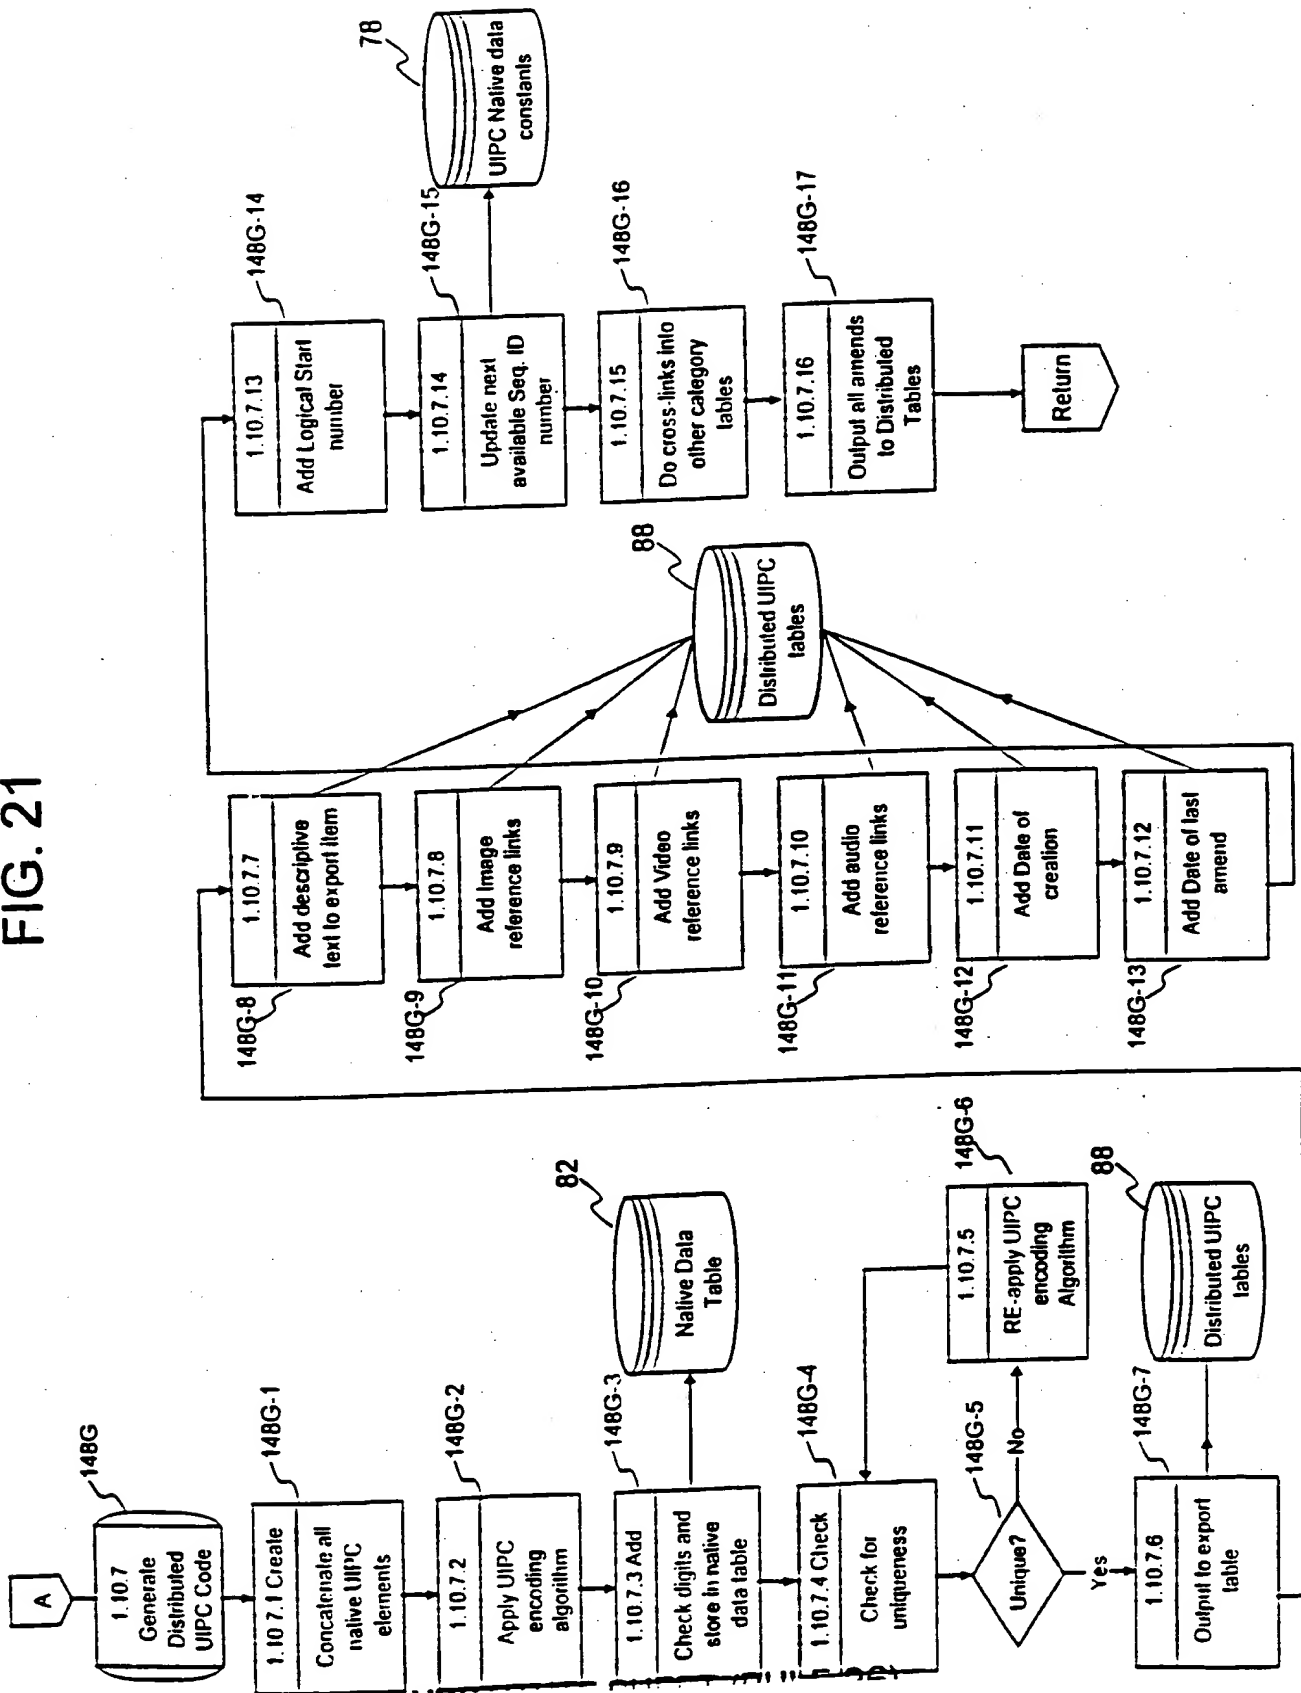 FIG. 21
A
148G
1.10.7
Generate
Distributed
UIPC Code
148G-1
1.10 7.1 Create
Concatenate all
native UIPC
elements
148G-2
1.10.7.2
Apply UIPC
encoding
algorithm
148G-3
1.10.7.3 Add
Check digits and
store in native
data table
82
Native Data
Table
148G-4
1.10.7.4 Check
Check for
uniqueness
148G-5
Unique?
No
Yes
148G-6
1.10.7.5
RE-apply UIPC
encoding
Algorithm
148G-7
1.10.7.6
Output to export
table
88
Distributed UIPC
tables
148G-8
1.10.7.7
Add descriptive
text to export item
148G-9
1.10.7.8
Add Image
reference links
148G-10
1.10.7.9
Add Video
reference links
148G-11
1.10.7.10
Add audio
reference links
148G-12
1.10.7.11
Add Date of
creation
148G-13
1.10.7.12
Add Date of last
amend
88
Distributed UIPC
tables
148G-14
1.10.7.13
Add Logical Start
number
148G-15
1.10.7.14
Update next
available Seq. ID
number
78
UIPC Native data
constants
148G-16
1.10.7.15
Do cross-links into
other category
tables
148G-17
1.10.7.16
Output all amends
to Distributed
Tables
Return